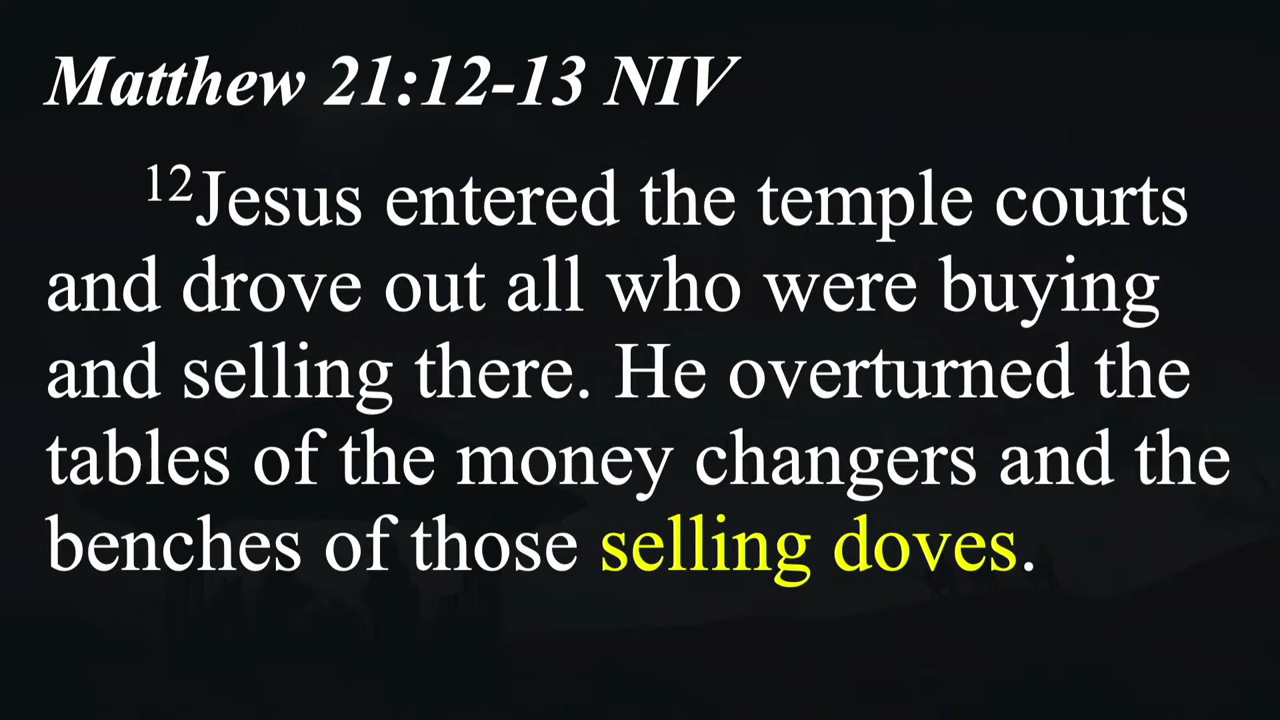 Matthew 21:12-13 NIV
12Jesus entered the temple courts
and drove out all who were buying
and selling there. He overturned the
tables of the money changers and the
benches of those selling doves.